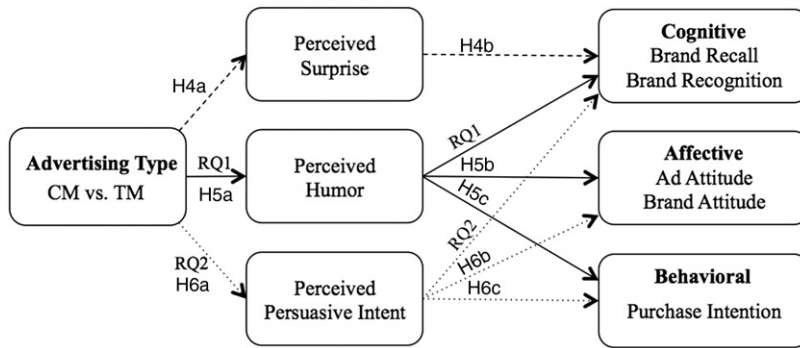 Advertising Type
CM vs. TM
H4a
RQ1
H5a
RQ2
H6a
Perceived
Surprise
Perceived
Humor
Perceived
Persuasive Intent
H4b
RQ1
H5b
H5c
RQ2
H6b
H6c
Cognitive
Brand Recall
Brand Recognition
Affective
Ad Attitude
Brand Attitude
Behavioral
Purchase Intention